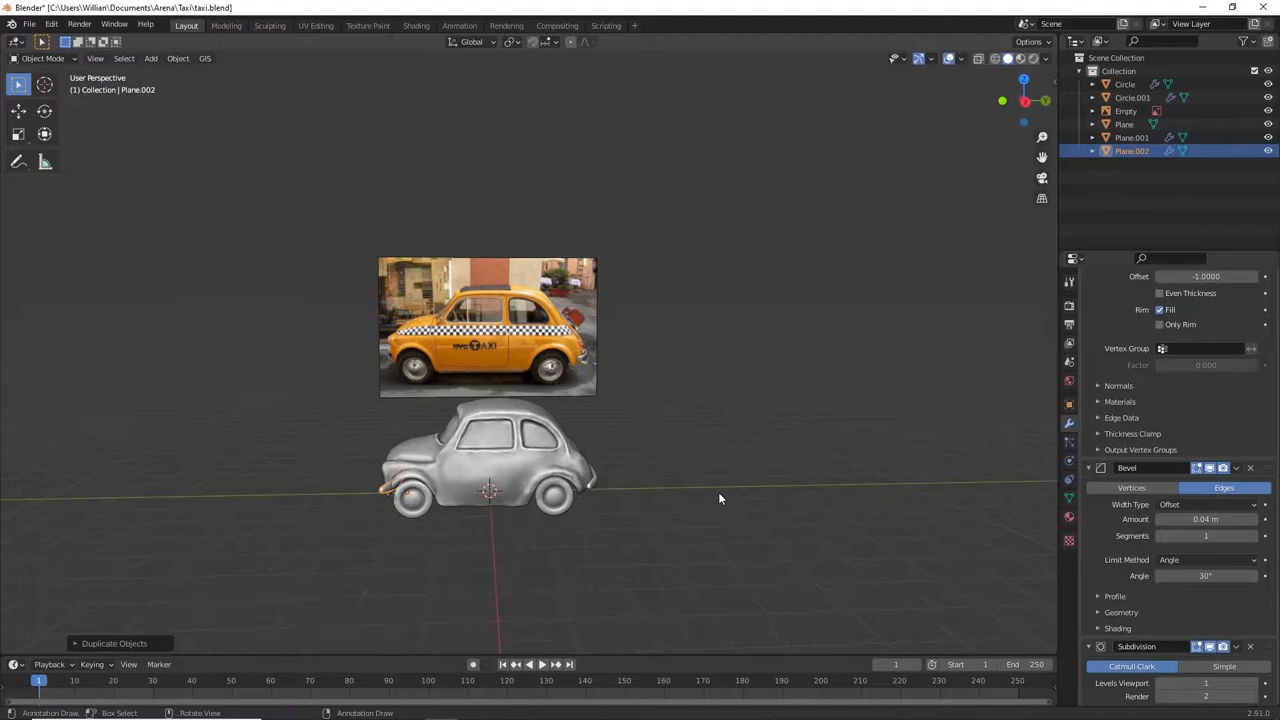 Blender* [C:\Users\Willian\Documents\Arena\Taxi\taxi.blend]
File Edit Render Window Help
Layout Modeling Sculpting UV Editing Texture Paint Shading Animation Rendering Compositing Scripting +
Scene
View Layer
Global
Options
Object Mode View Select Add Object GIS
User Perspective
(1) Collection | Plane.002
Z
X
Y
Scene Collection
Collection
Circle
Circle.001
Empty
Plane
Plane.001
Plane.002
TAXI
Offset -1.0000
Even Thickness
Rim Fill
Only Rim
Vertex Group
Factor 0.000
Normals
Materials
Edge Data
Thickness Clamp
Output Vertex Groups
Bevel
Vertices Edges
Width Type Offset
Amount 0.04 m
Segments 1
Limit Method Angle
Angle 30°
Profile
Geometry
Shading
Subdivision
Catmull-Clark Simple
Levels Viewport 1
Render 2
Duplicate Objects
Playback Keying View Marker
1 Start 1 End 250
1 10 20 30 40 50 60 70 80 90 100 110 120 130 140 150 160 170 180 190 200 210 220 230 240 250
Annotation Draw Box Select Rotate View Annotation Draw 2.91.0